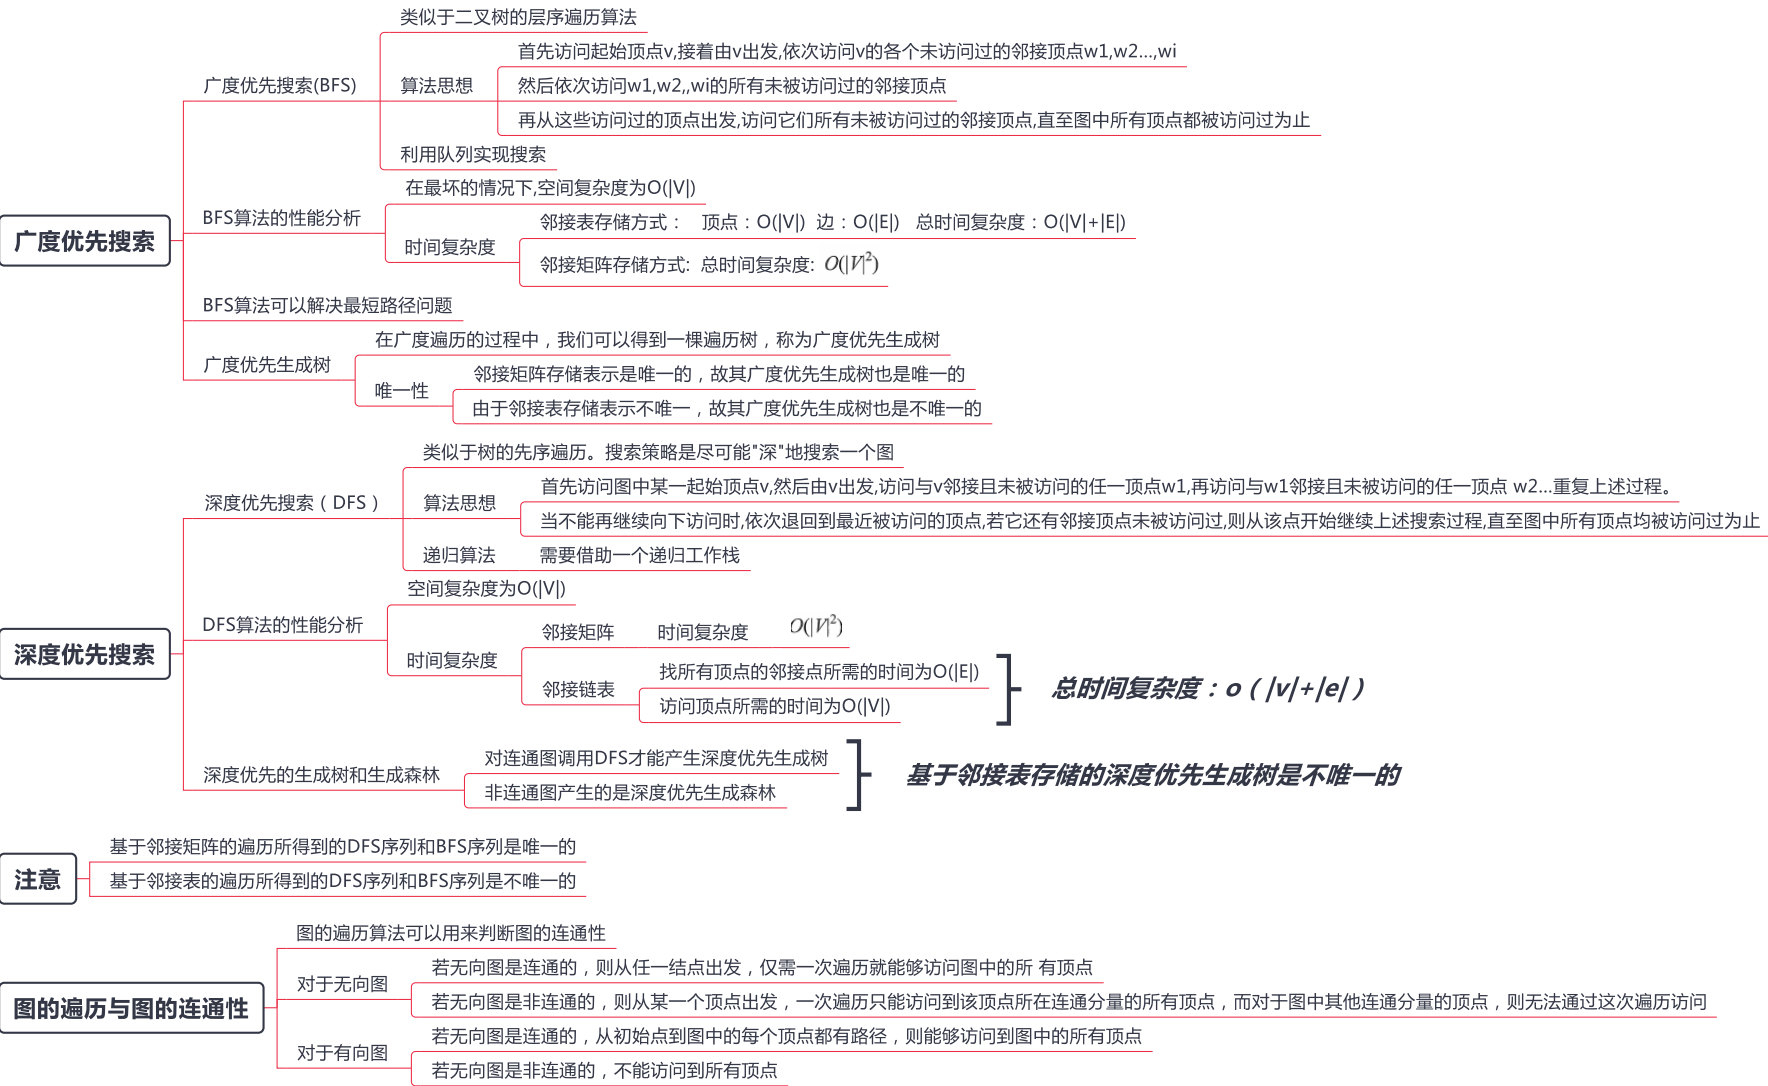 广度优先搜索
广度优先搜索(BFS)
类似于二叉树的层序遍历算法
算法思想
首先访问起始顶点v,接着由v出发,依次访问v的各个未访问过的邻接顶点w1,w2...,wi
然后依次访问w1,w2,,wi的所有未被访问过的邻接顶点
再从这些访问过的顶点出发,访问它们所有未被访问过的邻接顶点,直至图中所有顶点都被访问过为止
利用队列实现搜索
BFS算法的性能分析
在最坏的情况下,空间复杂度为O(|V|)
时间复杂度
邻接表存储方式： 顶点：O(|V|) 边：O(|E|) 总时间复杂度：O(|V|+|E|)
邻接矩阵存储方式: 总时间复杂度: O(|V|²)
BFS算法可以解决最短路径问题
广度优先生成树
在广度遍历的过程中，我们可以得到一棵遍历树，称为广度优先生成树
唯一性
邻接矩阵存储表示是唯一的，故其广度优先生成树也是唯一的
由于邻接表存储表示不唯一，故其广度优先生成树也是不唯一的
深度优先搜索
深度优先搜索（DFS）
类似于树的先序遍历。搜索策略是尽可能"深"地搜索一个图
算法思想
首先访问图中某一起始顶点v,然后由v出发,访问与v邻接且未被访问的任一顶点w1,再访问与w1邻接且未被访问的任一顶点 w2...重复上述过程。
当不能再继续向下访问时,依次退回到最近被访问的顶点,若它还有邻接顶点未被访问过,则从该点开始继续上述搜索过程,直至图中所有顶点均被访问过为止
递归算法
需要借助一个递归工作栈
DFS算法的性能分析
空间复杂度为O(|V|)
时间复杂度
邻接矩阵
时间复杂度 O(|V|²)
邻接链表
找所有顶点的邻接点所需的时间为O(|E|)
访问顶点所需的时间为O(|V|)
总时间复杂度：o（|v|+|e|）
深度优先的生成树和生成森林
对连通图调用DFS才能产生深度优先生成树
非连通图产生的是深度优先生成森林
基于邻接表存储的深度优先生成树是不唯一的
注意
基于邻接矩阵的遍历所得到的DFS序列和BFS序列是唯一的
基于邻接表的遍历所得到的DFS序列和BFS序列是不唯一的
图的遍历与图的连通性
图的遍历算法可以用来判断图的连通性
对于无向图
若无向图是连通的，则从任一结点出发，仅需一次遍历就能够访问图中的所 有顶点
若无向图是非连通的，则从某一个顶点出发，一次遍历只能访问到该顶点所在连通分量的所有顶点，而对于图中其他连通分量的顶点，则无法通过这次遍历访问
对于有向图
若无向图是连通的，从初始点到图中的每个顶点都有路径，则能够访问到图中的所有顶点
若无向图是非连通的，不能访问到所有顶点